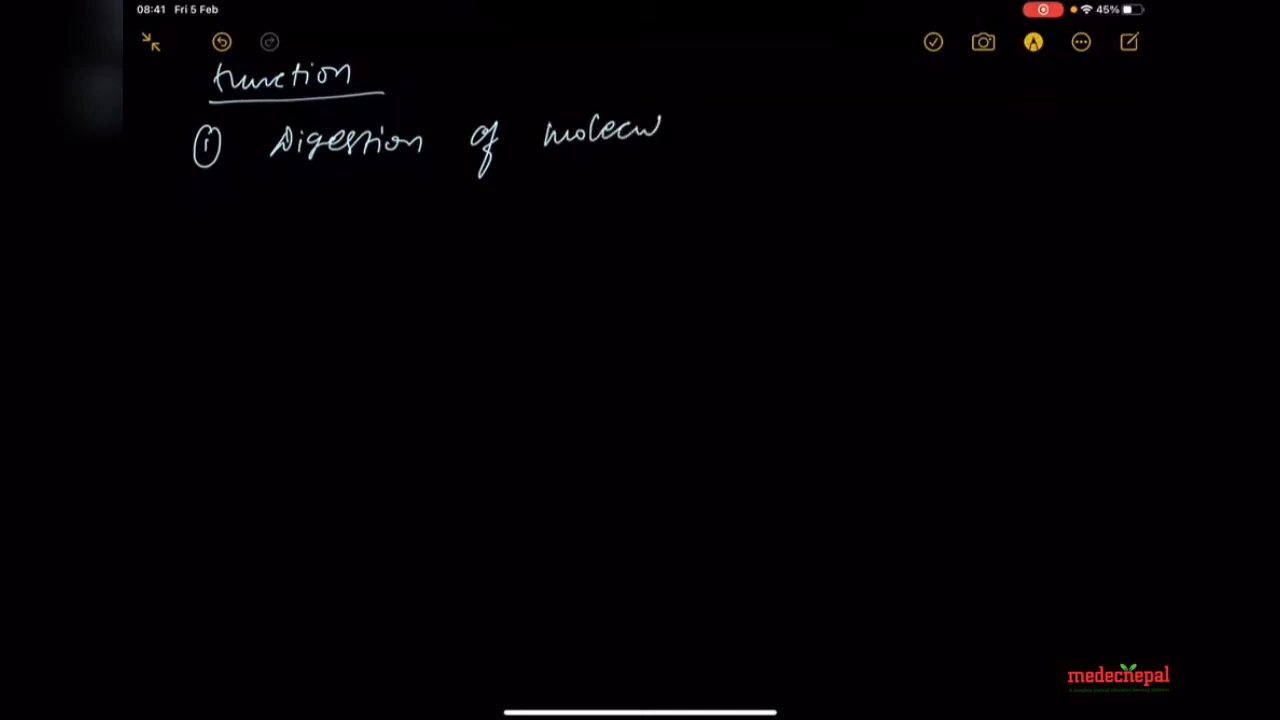 08:41 Fri 5 Feb 45%
Function
① Digestion of molecu
medecnepal